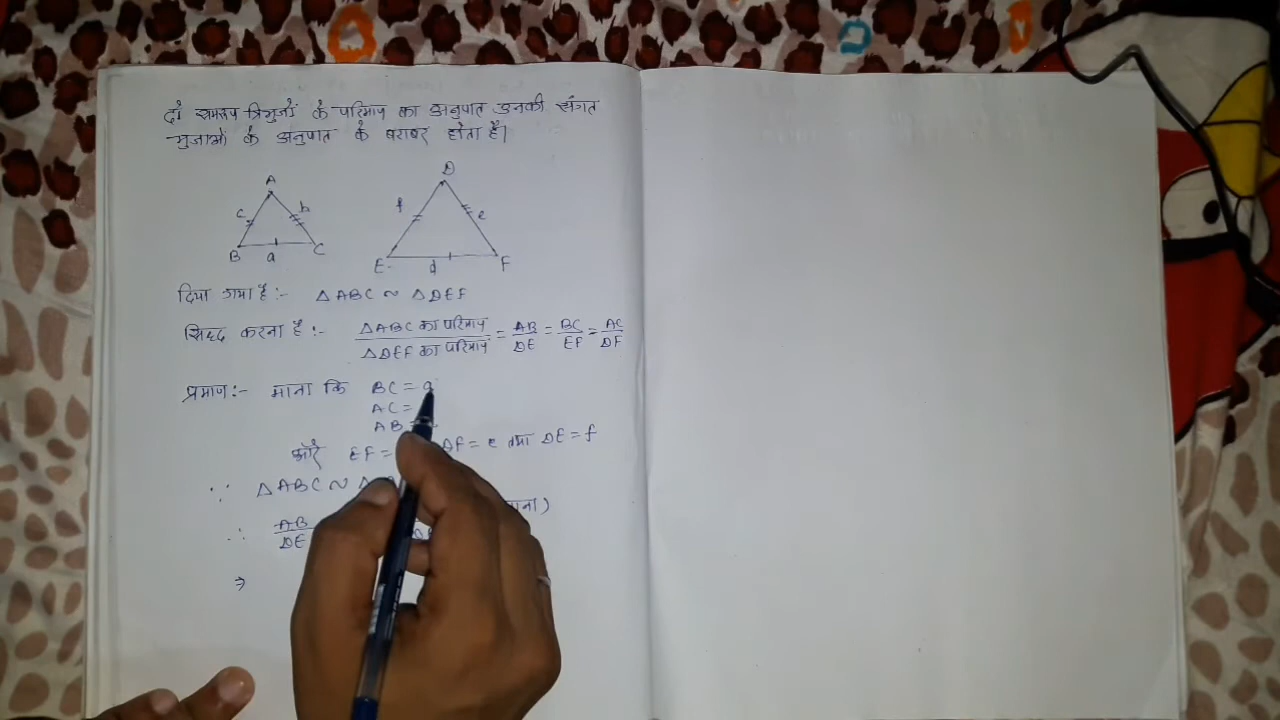 दो समरूप त्रिभुजों के परिमाप का अनुपात उनकी संगत
भुजाओं के अनुपात के बराबर होता है।
A
c b
B a C
D
f e
E d F
दिया गया है:- △ABC ~ △DEF
सिद्ध करना है:- △ABC का परिमाप / △DEF का परिमाप = AB/DE = BC/EF = AC/DF
प्रमाण:- माना कि BC = a
AC =
AB =
और EF = DF = e तथा DE = f
∵ △ABC ~ △
∴ AB/DE
⇒